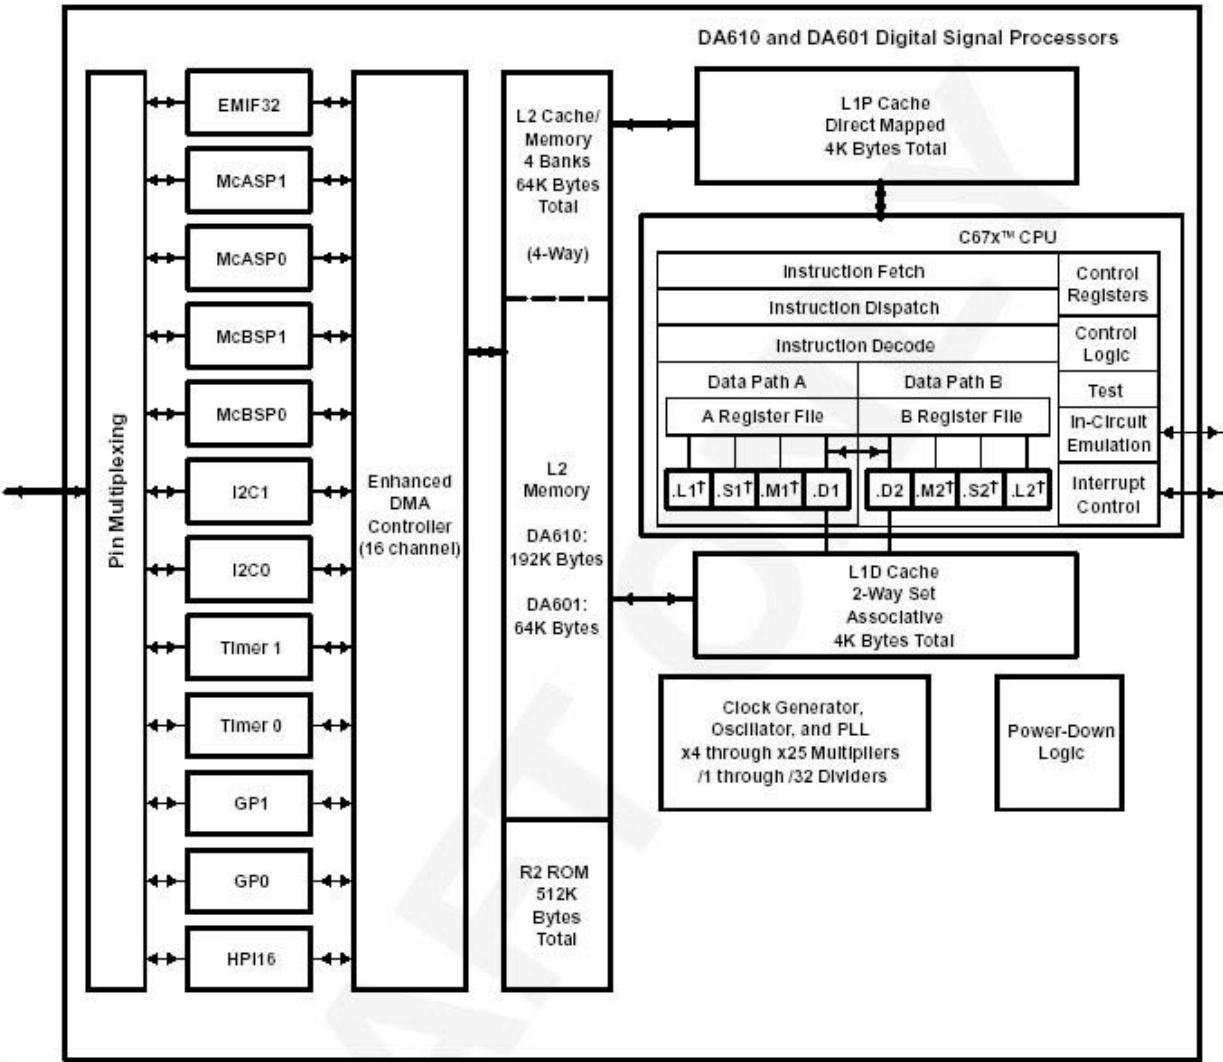 DA610 and DA601 Digital Signal Processors
Pin Multiplexing
EMIF32
McASP1
McASP0
McBSP1
McBSP0
I2C1
I2C0
Timer 1
Timer 0
GP1
GP0
HPI16
Enhanced
DMA
Controller
(16 channel)
L2 Cache/
Memory
4 Banks
64K Bytes
Total
(4-Way)
L2
Memory
DA610:
192K Bytes
DA601:
64K Bytes
R2 ROM
512K
Bytes
Total
L1P Cache
Direct Mapped
4K Bytes Total
C67x™ CPU
Instruction Fetch
Instruction Dispatch
Instruction Decode
Data Path A
Data Path B
A Register File
B Register File
.L1†
.S1†
.M1†
.D1
.D2
.M2†
.S2†
.L2†
Control
Registers
Control
Logic
Test
In-Circuit
Emulation
Interrupt
Control
L1D Cache
2-Way Set
Associative
4K Bytes Total
Clock Generator,
Oscillator, and PLL
x4 through x25 Multipliers
/1 through /32 Dividers
Power-Down
Logic
AFT ONLY